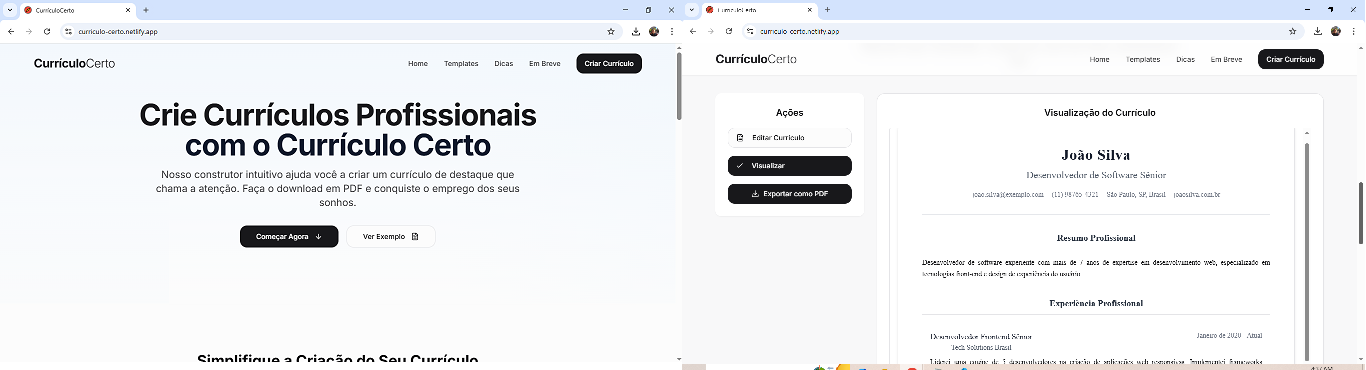 CurrículoCerto
curriculo-certo.netlify.app
CurrículoCerto
Home
Templates
Dicas
Em Breve
Criar Currículo
Crie Currículos Profissionais
com o Currículo Certo
Nosso construtor intuitivo ajuda você a criar um currículo de destaque que
chama a atenção. Faça o download em PDF e conquiste o emprego dos seus
sonhos.
Começar Agora
Ver Exemplo
Simplifique a Criação do Seu Currículo
CurrículoCerto
curriculo-certo.netlify.app
CurrículoCerto
Home
Templates
Dicas
Em Breve
Criar Currículo
Ações
Editar Currículo
Visualizar
Exportar como PDF
Visualização do Currículo
João Silva
Desenvolvedor de Software Sênior
joao.silva@exemplo.com (11) 98765-4321 São Paulo, SP, Brasil joaosilva.com.br
Resumo Profissional
Desenvolvedor de software experiente com mais de 7 anos de expertise em desenvolvimento web, especializado em
tecnologias front-end e design de experiência do usuário
Experiência Profissional
Desenvolvedor Frontend Sênior
Janeiro de 2020 - Atual
Tech Solutions Brasil
Liderei uma equipe de 5 desenvolvedores na criação de aplicações web responsivas. Implementei frameworks